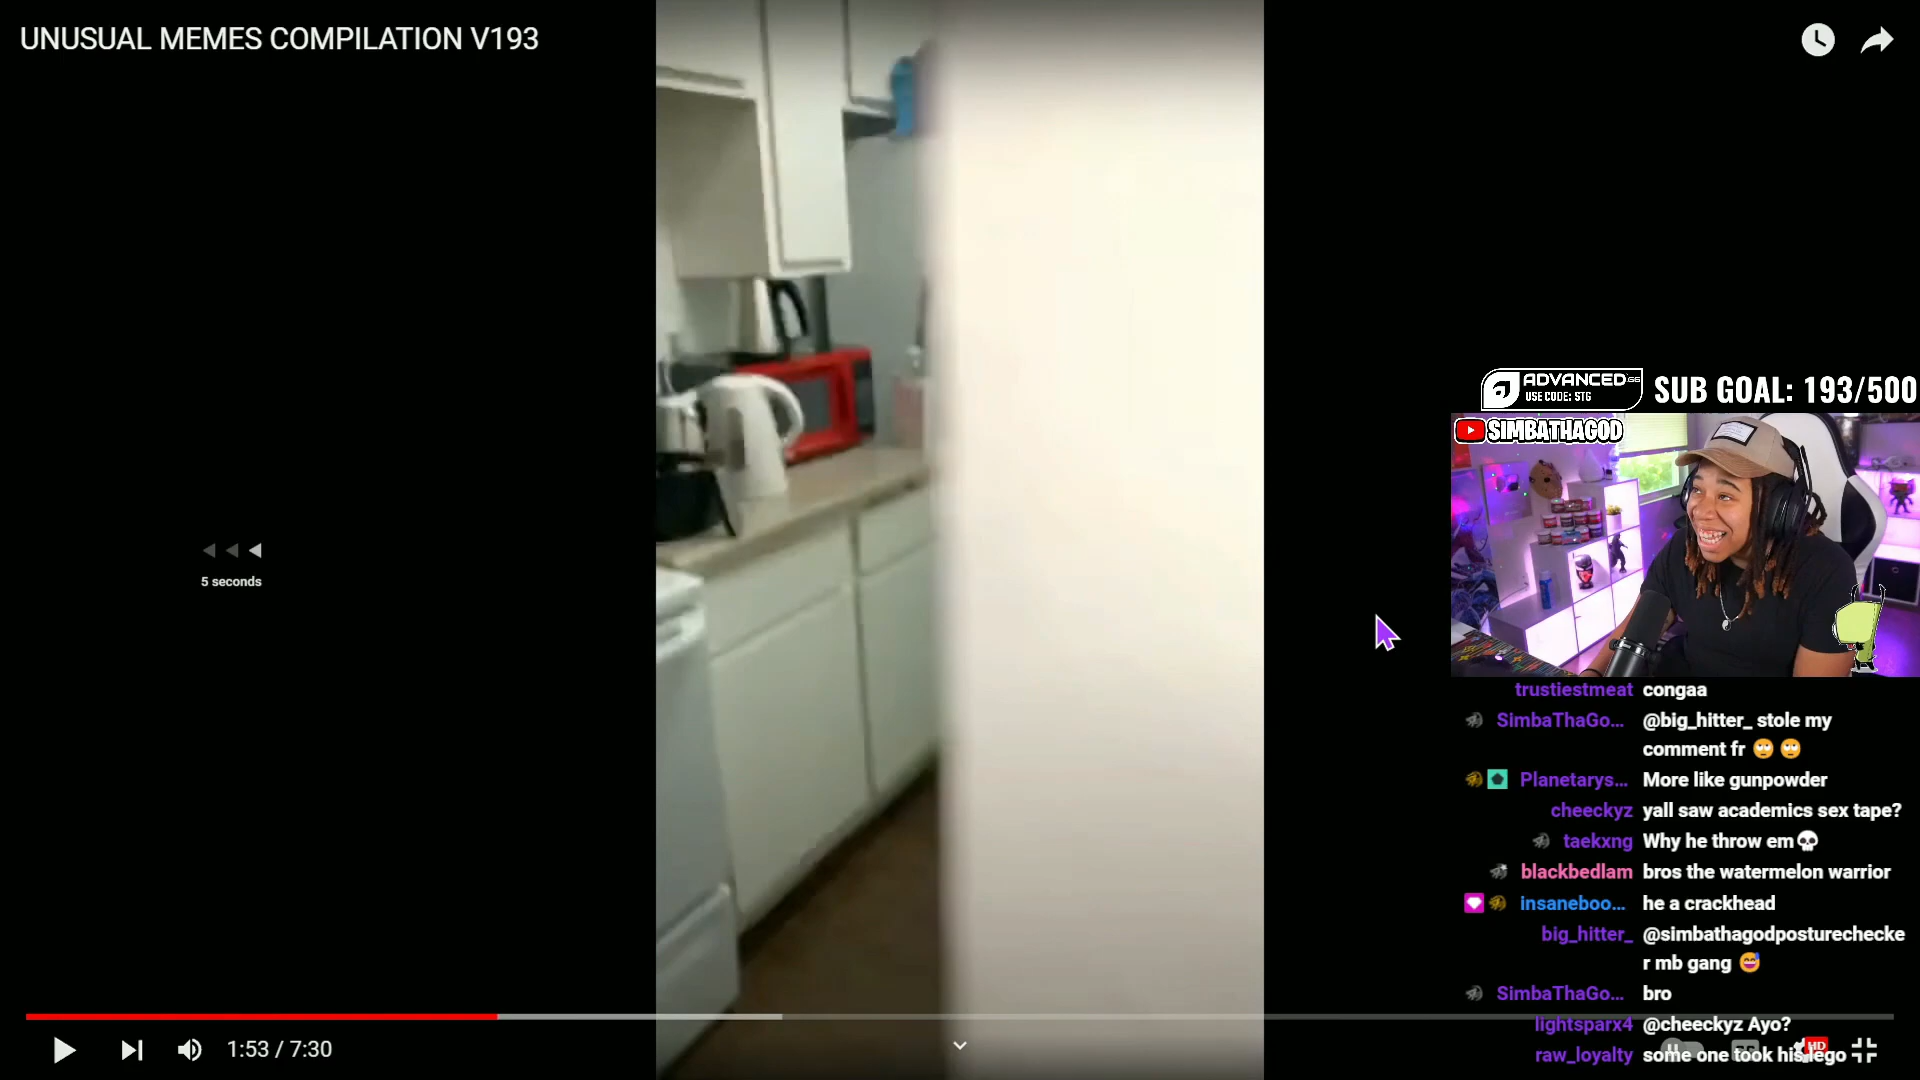 UNUSUAL MEMES COMPILATION V193
ADVANCED.GG
USE CODE: STG
SUB GOAL: 193/500
SIMBATHAGOD
5 seconds
trustiestmeat congaa
SimbaThaGo... @big_hitter_ stole my
comment fr 🙄 🙄
Planetarys... More like gunpowder
cheeckyz yall saw academics sex tape?
taekxng Why he throw em💀
blackbedlam bros the watermelon warrior
insaneboo... he a crackhead
big_hitter_ @simbathagodposturechecke
r mb gang 😅
SimbaThaGo... bro
lightsparx4 @cheeckyz Ayo?
raw_loyalty some one took his lego
1:53 / 7:30
HD